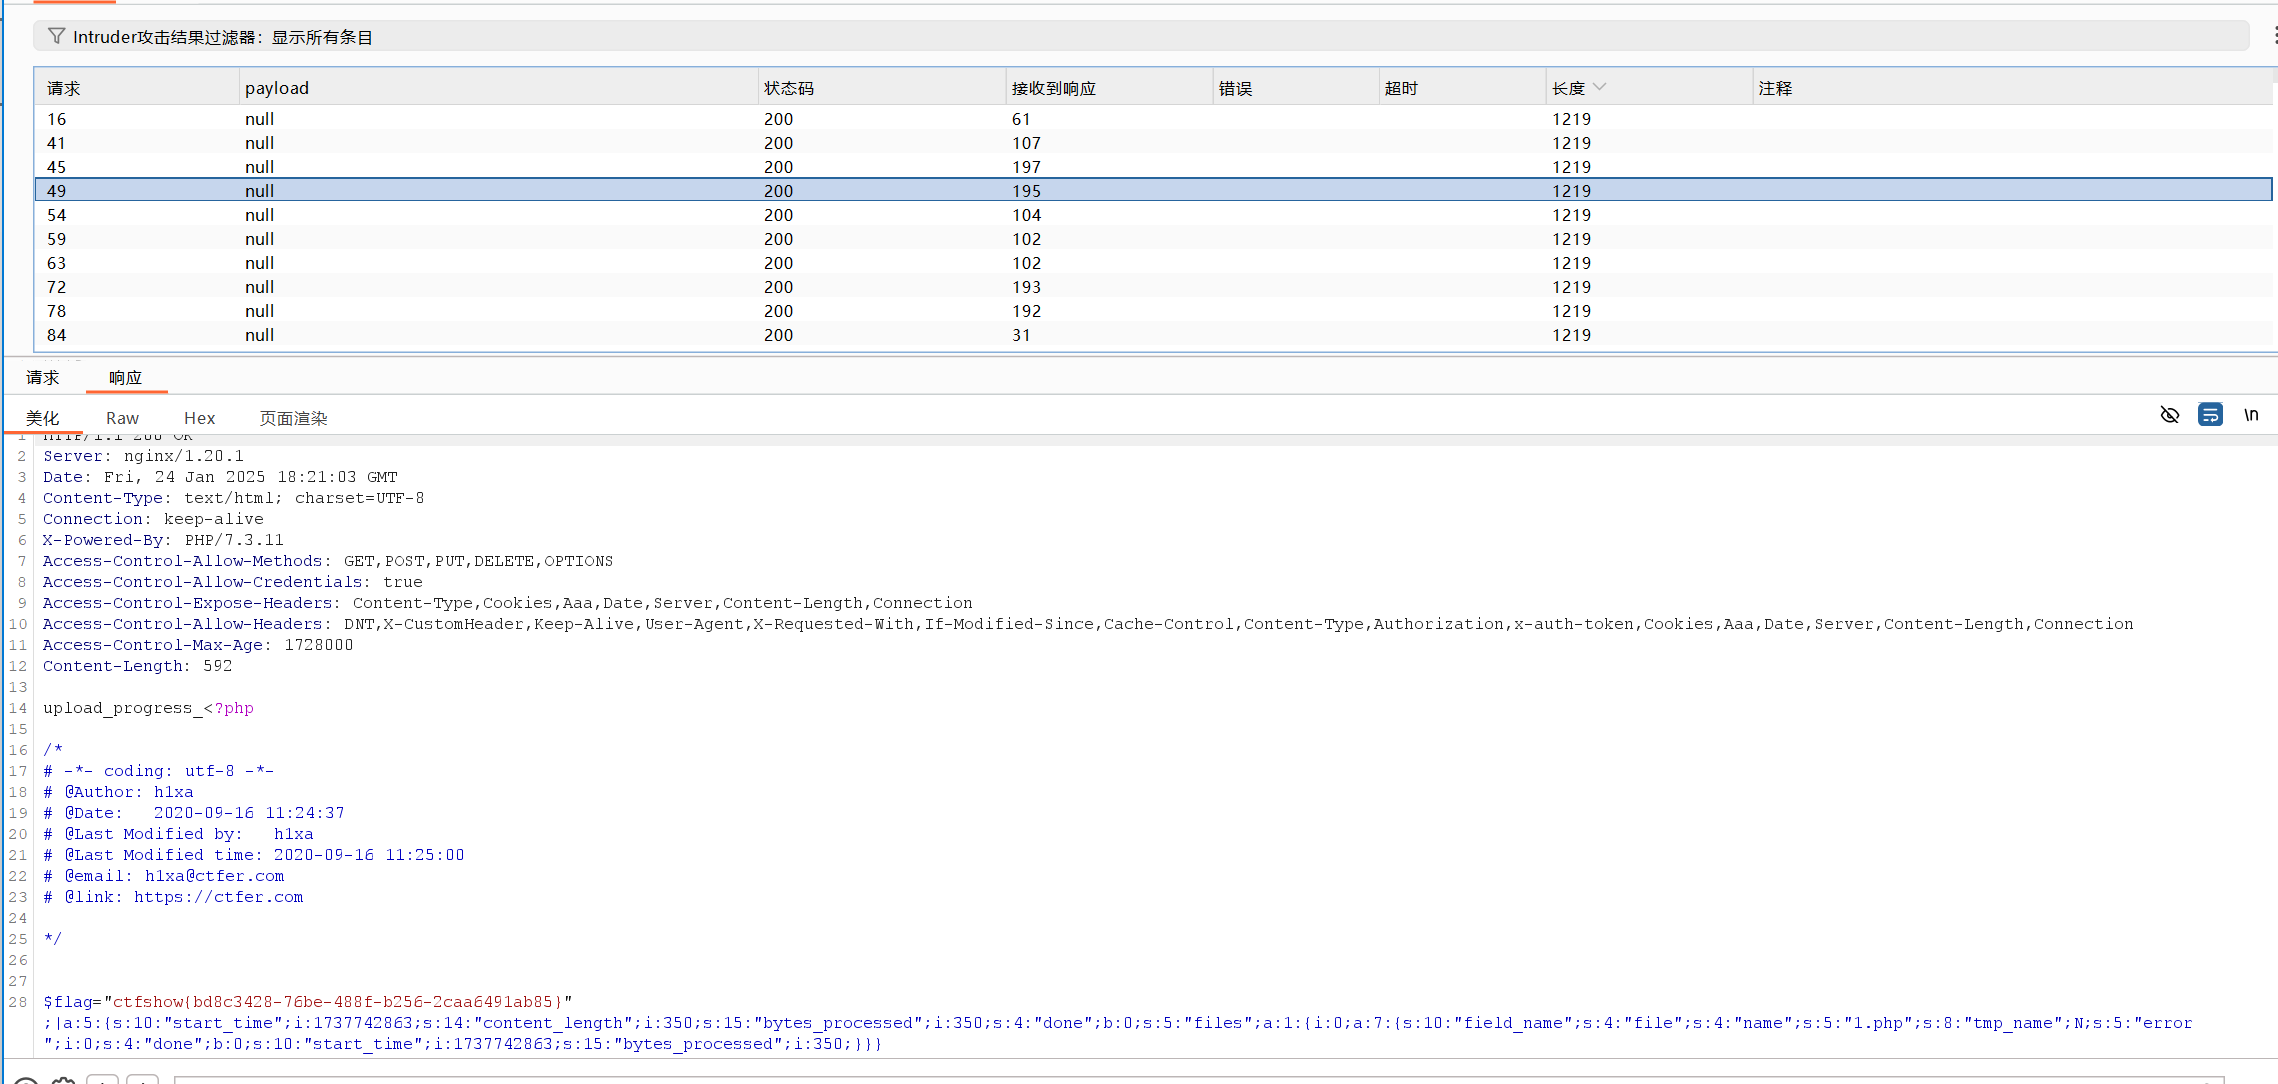 Intruder攻击结果过滤器：显示所有条目
请求 payload 状态码 接收到响应 错误 超时 长度 注释
16 null 200 61 1219
41 null 200 107 1219
45 null 200 197 1219
49 null 200 195 1219
54 null 200 104 1219
59 null 200 102 1219
63 null 200 102 1219
72 null 200 193 1219
78 null 200 192 1219
84 null 200 31 1219
请求 响应
美化 Raw Hex 页面渲染 \n
1 HTTP/1.1 200 OK
2 Server: nginx/1.20.1
3 Date: Fri, 24 Jan 2025 18:21:03 GMT
4 Content-Type: text/html; charset=UTF-8
5 Connection: keep-alive
6 X-Powered-By: PHP/7.3.11
7 Access-Control-Allow-Methods: GET,POST,PUT,DELETE,OPTIONS
8 Access-Control-Allow-Credentials: true
9 Access-Control-Expose-Headers: Content-Type,Cookies,Aaa,Date,Server,Content-Length,Connection
10 Access-Control-Allow-Headers: DNT,X-CustomHeader,Keep-Alive,User-Agent,X-Requested-With,If-Modified-Since,Cache-Control,Content-Type,Authorization,x-auth-token,Cookies,Aaa,Date,Server,Content-Length,Connection
11 Access-Control-Max-Age: 1728000
12 Content-Length: 592
13
14 upload_progress_<?php
15
16 /*
17 # -*- coding: utf-8 -*-
18 # @Author: h1xa
19 # @Date:   2020-09-16 11:24:37
20 # @Last Modified by:   h1xa
21 # @Last Modified time: 2020-09-16 11:25:00
22 # @email: h1xa@ctfer.com
23 # @link: https://ctfer.com
24
25 */
26
27
28 $flag="ctfshow{bd8c3428-76be-488f-b256-2caa6491ab85}"
;|a:5:{s:10:"start_time";i:1737742863;s:14:"content_length";i:350;s:15:"bytes_processed";i:350;s:4:"done";b:0;s:5:"files";a:1:{i:0;a:7:{s:10:"field_name";s:4:"file";s:4:"name";s:5:"1.php";s:8:"tmp_name";N;s:5:"error
";i:0;s:4:"done";b:0;s:10:"start_time";i:1737742863;s:15:"bytes_processed";i:350;}}}